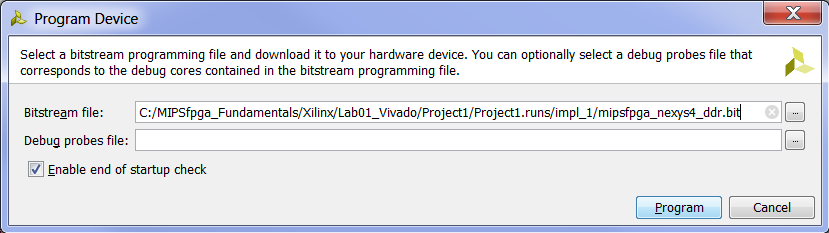 Program Device
Select a bitstream programming file and download it to your hardware device. You can optionally select a debug probes file that
corresponds to the debug cores contained in the bitstream programming file.
Bitstream file: C:/MIPSfpga_Fundamentals/Xilinx/Lab01_Vivado/Project1/Project1.runs/impl_1/mipsfpga_nexys4_ddr.bit ...
Debug probes file: ...
Enable end of startup check
Program Cancel